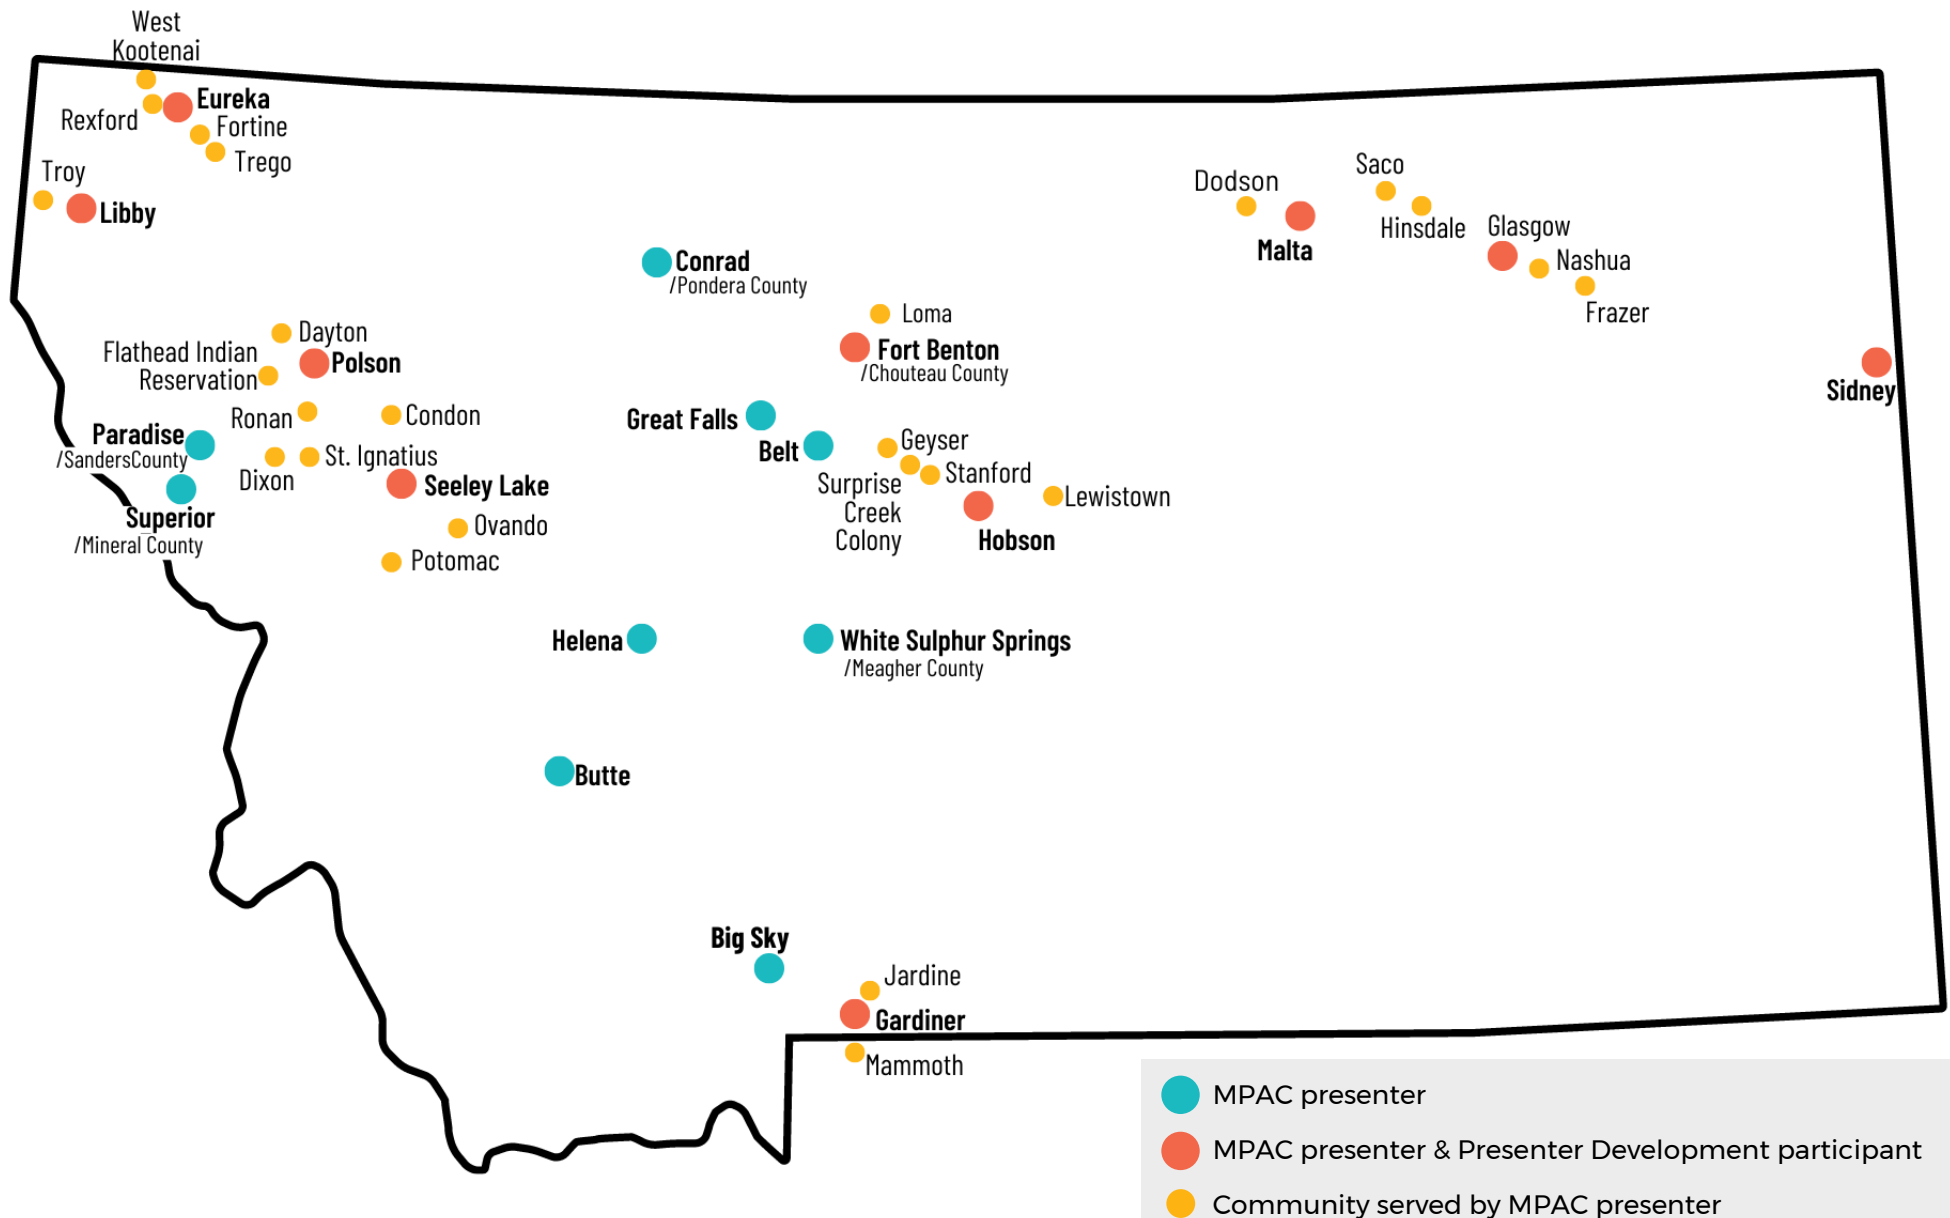 West
Kootenai
Eureka
Rexford
Fortine
Trego
Troy
Libby
Saco
Dodson
Hinsdale
Glasgow
Malta
Nashua
Frazer
Conrad
/Pondera County
Loma
Fort Benton
/Chouteau County
Dayton
Flathead Indian
Reservation
Polson
Sidney
Ronan
Condon
Great Falls
Paradise
/SandersCounty
Belt
Geyser
St. Ignatius
Dixon
Stanford
Seeley Lake
Surprise
Creek
Colony
Lewistown
Superior
/Mineral County
Ovando
Hobson
Potomac
Helena
White Sulphur Springs
/Meagher County
Butte
Big Sky
Jardine
Gardiner
Mammoth
MPAC presenter
MPAC presenter & Presenter Development participant
Community served by MPAC presenter